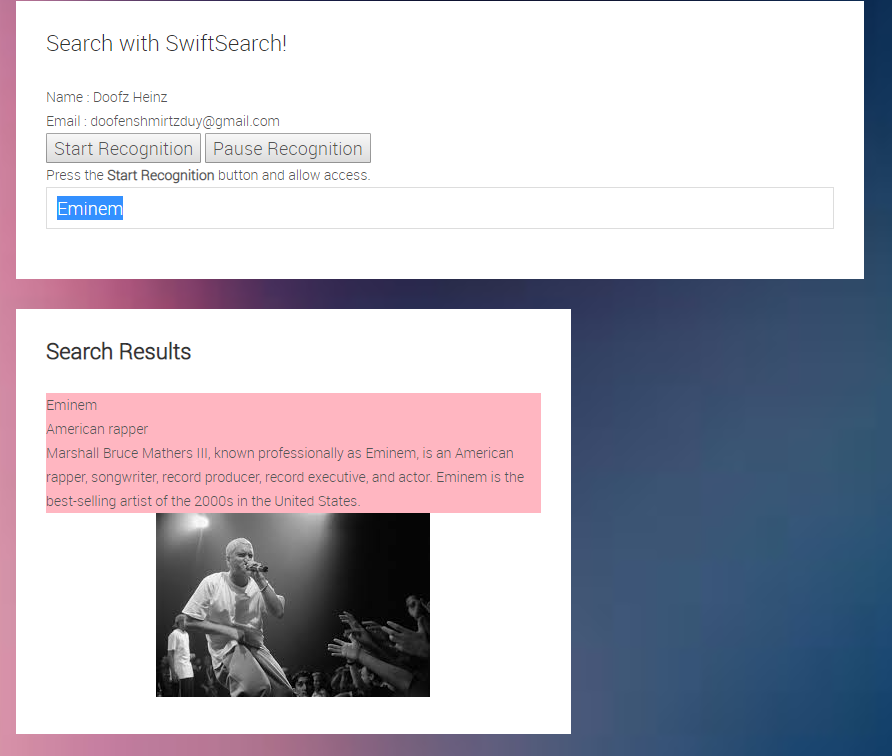 Search with SwiftSearch!
Name : Doofz Heinz
Email : doofenshmirtzduy@gmail.com
Start Recognition Pause Recognition
Press the Start Recognition button and allow access.
Eminem
Search Results
Eminem
American rapper
Marshall Bruce Mathers III, known professionally as Eminem, is an American
rapper, songwriter, record producer, record executive, and actor. Eminem is the
best-selling artist of the 2000s in the United States.